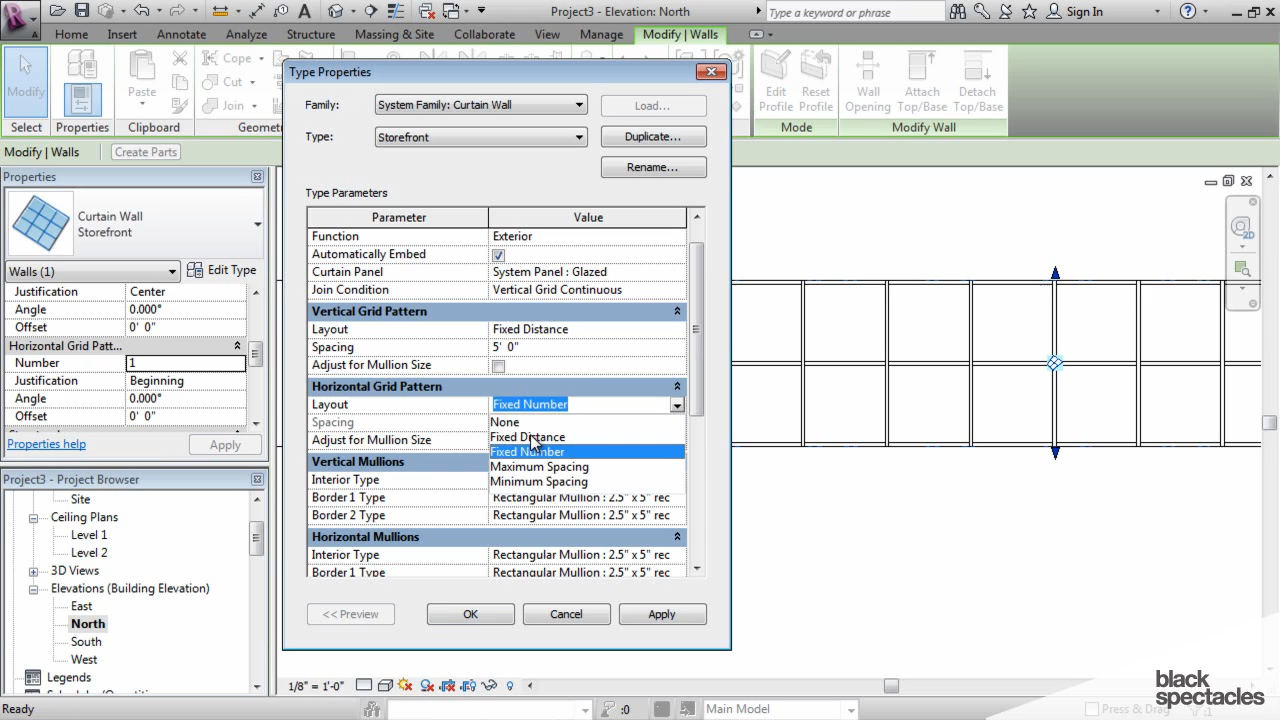 Project3 - Elevation: North
Type a keyword or phrase
Sign In
Home Insert Annotate Analyze Structure Massing & Site Collaborate View Manage Modify | Walls
Modify
Paste
Cope
Cut
Join
Edit Profile
Reset Profile
Wall Opening
Attach Top/Base
Detach Top/Base
Select Properties Clipboard Geomet Mode Modify Wall
Modify | Walls Create Parts
Properties
Curtain Wall
Storefront
Walls (1) Edit Type
Justification Center
Angle 0.000°
Offset 0' 0"
Horizontal Grid Patt...
Number 1
Justification Beginning
Angle 0.000°
Offset 0' 0"
Properties help Apply
Project3 - Project Browser
Site
Ceiling Plans
Level 1
Level 2
3D Views
Elevations (Building Elevation)
East
North
South
West
Legends
Type Properties
Family: System Family: Curtain Wall Load...
Type: Storefront Duplicate...
Rename...
Type Parameters
Parameter Value
Function Exterior
Automatically Embed
Curtain Panel System Panel : Glazed
Join Condition Vertical Grid Continuous
Vertical Grid Pattern
Layout Fixed Distance
Spacing 5' 0"
Adjust for Mullion Size
Horizontal Grid Pattern
Layout Fixed Number
Spacing
None
Fixed Distance
Adjust for Mullion Size
Fixed Number
Vertical Mullions
Maximum Spacing
Interior Type
Minimum Spacing
Border 1 Type Rectangular Mullion : 2.5" x 5" rec
Border 2 Type Rectangular Mullion : 2.5" x 5" rec
Horizontal Mullions
Interior Type Rectangular Mullion : 2.5" x 5" rec
Border 1 Type Rectangular Mullion : 2.5" x 5" rec
<< Preview OK Cancel Apply
1/8" = 1'-0"
Ready
:0
Main Model
Press & Drag
:1
black
spectacles
2D